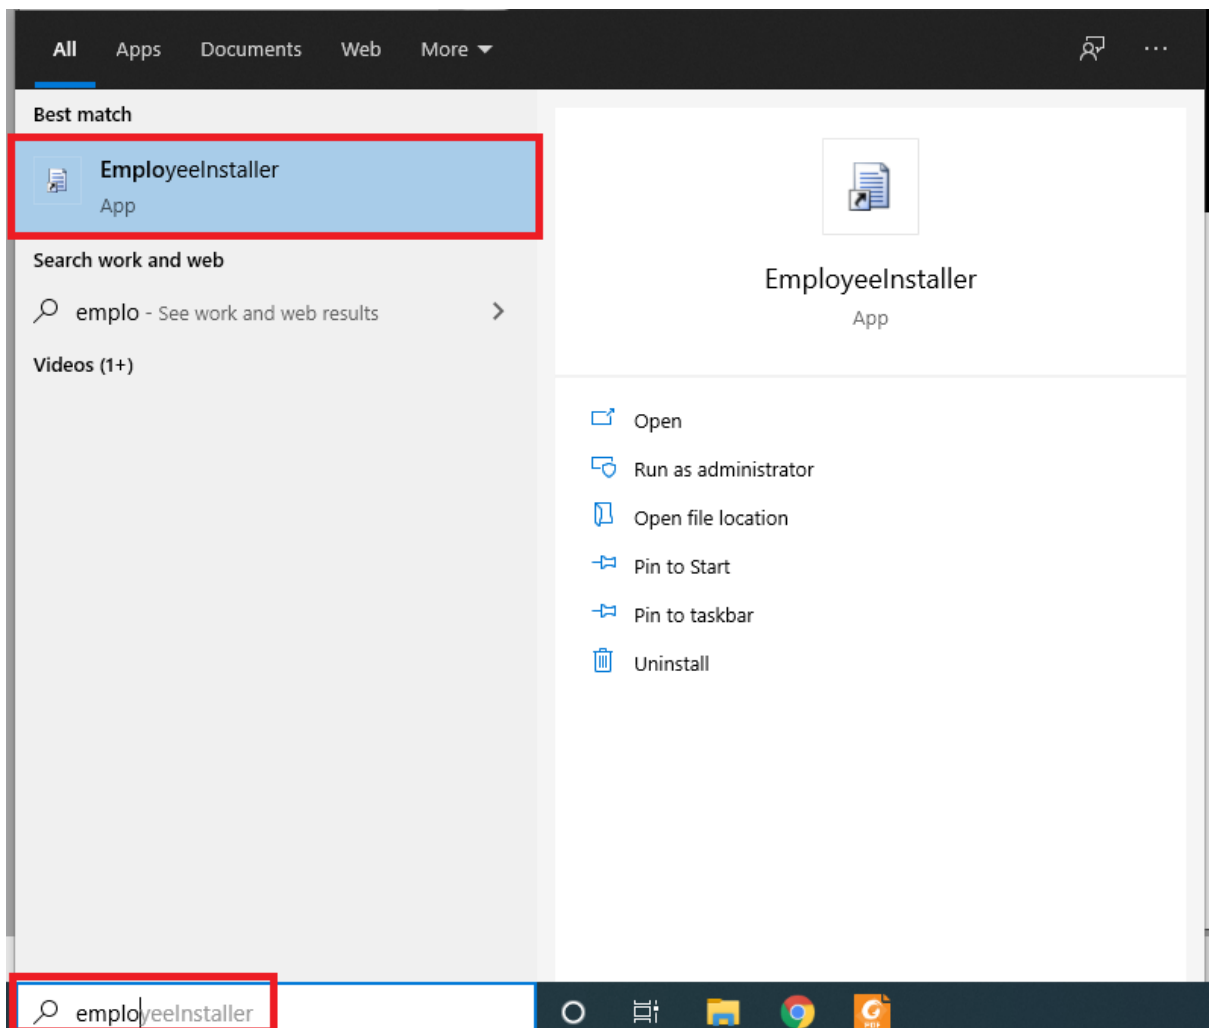 All Apps Documents Web More
Best match
EmployeeInstaller
App
Search work and web
emplo - See work and web results
Videos (1+)
EmployeeInstaller
App
Open
Run as administrator
Open file location
Pin to Start
Pin to taskbar
Uninstall
employeeInstaller
G
PDF